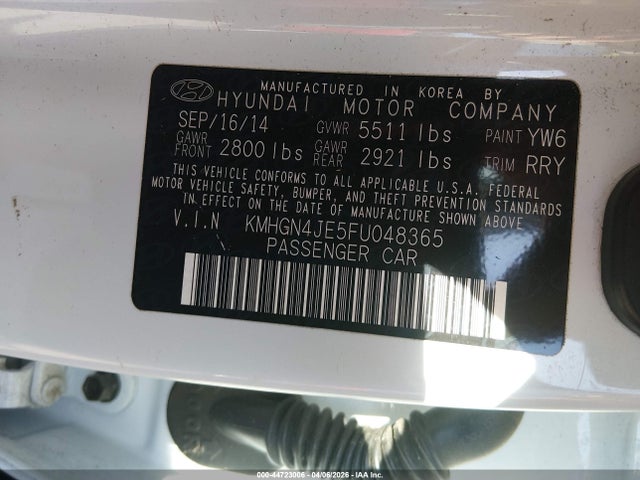 MANUFACTURED IN KOREA BY
HYUNDAI MOTOR COMPANY
SEP/16/14 GVWR 5511 lbs PAINT YW6
GAWR FRONT 2800 lbs GAWR REAR 2921 lbs TRIM RRY
THIS VEHICLE CONFORMS TO ALL APPLICABLE U.S.A. FEDERAL
MOTOR VEHICLE SAFETY, BUMPER, AND THEFT PREVENTION STANDARDS
IN EFFECT ON THE DATE OF MANUFACTURE SHOWN ABOVE.
V.I.N KMHGN4JE5FU048365
PASSENGER CAR
000-44723006 04/06/2026 IAA Inc.